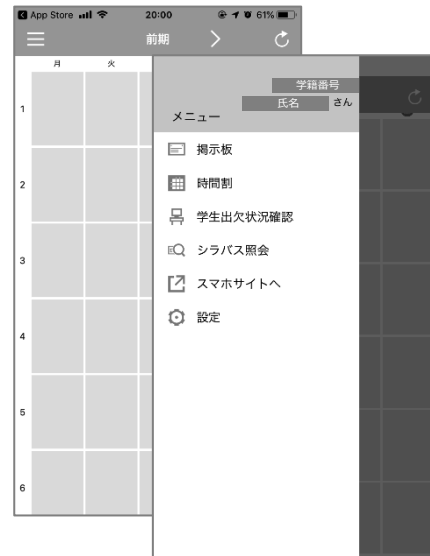 App Store 20:00 61%
前期
月 火
1
2
3
4
5
6
学籍番号
氏名 さん
メニュー
掲示板
時間割
学生出欠状況確認
シラバス照会
スマホサイトへ
設定